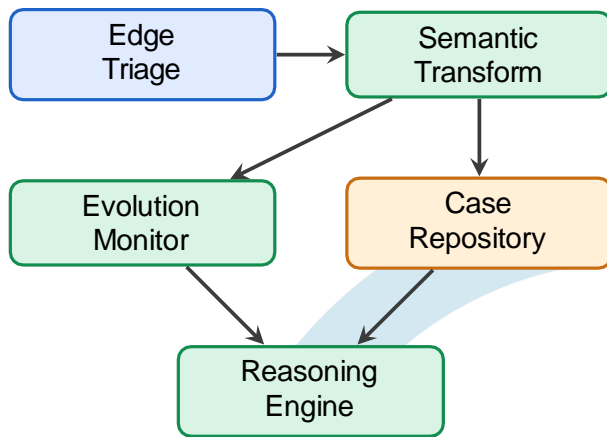 Edge
Triage
Semantic
Transform
Evolution
Monitor
Case
Repository
Reasoning
Engine